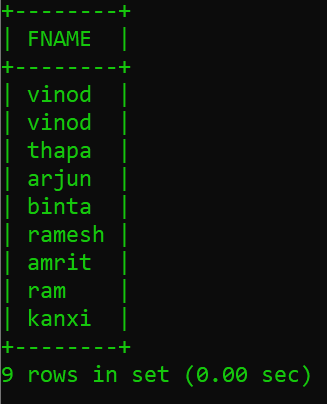 +--------+
| FNAME  |
+--------+
| vinod  |
| vinod  |
| thapa  |
| arjun  |
| binta  |
| ramesh |
| amrit  |
| ram    |
| kanxi  |
+--------+
9 rows in set (0.00 sec)